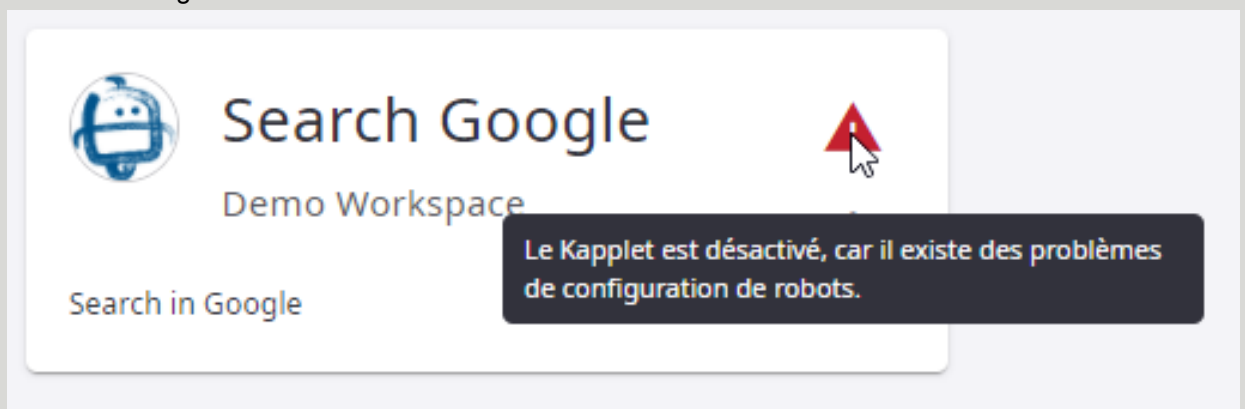 Search Google
Demo Workspace
Le Kapplet est désactivé, car il existe des problèmes
de configuration de robots.
Search in Google